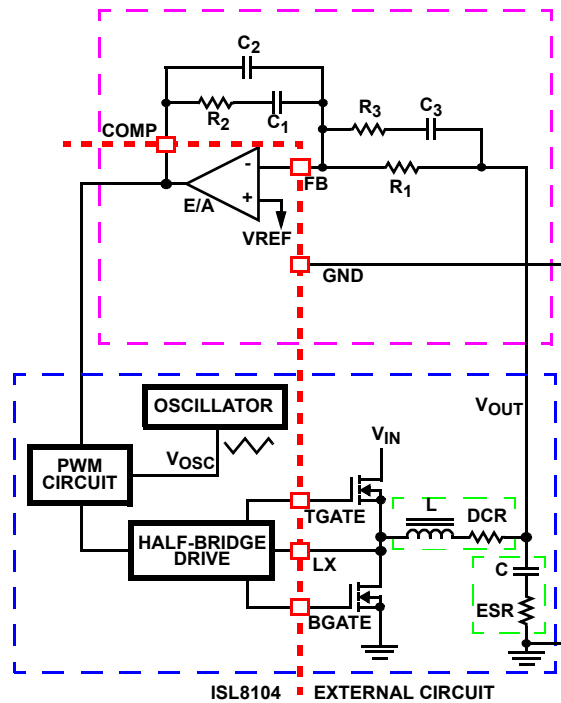 C2
R2
C1
R3
C3
COMP
-
+
E/A
FB
R1
VREF
GND
OSCILLATOR
VOSC
PWM
CIRCUIT
VOUT
VIN
TGATE
HALF-BRIDGE
DRIVE
LX
L
DCR
C
ESR
BGATE
ISL8104
EXTERNAL CIRCUIT